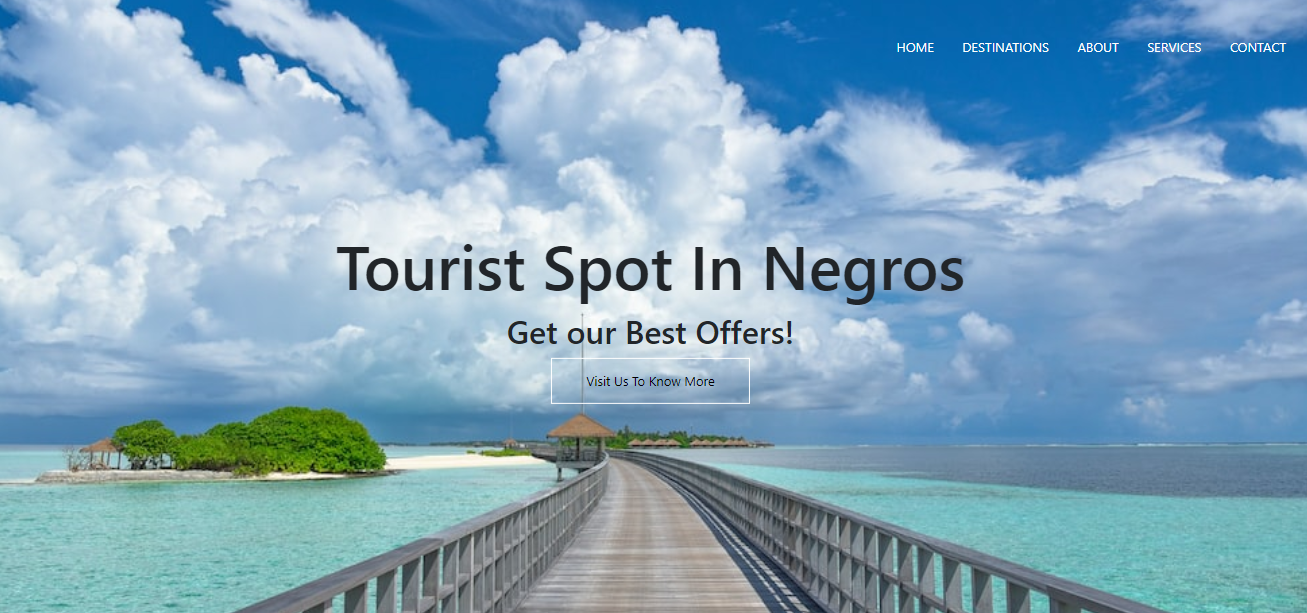 HOME DESTINATIONS ABOUT SERVICES CONTACT
Tourist Spot In Negros
Get our Best Offers!
Visit Us To Know More